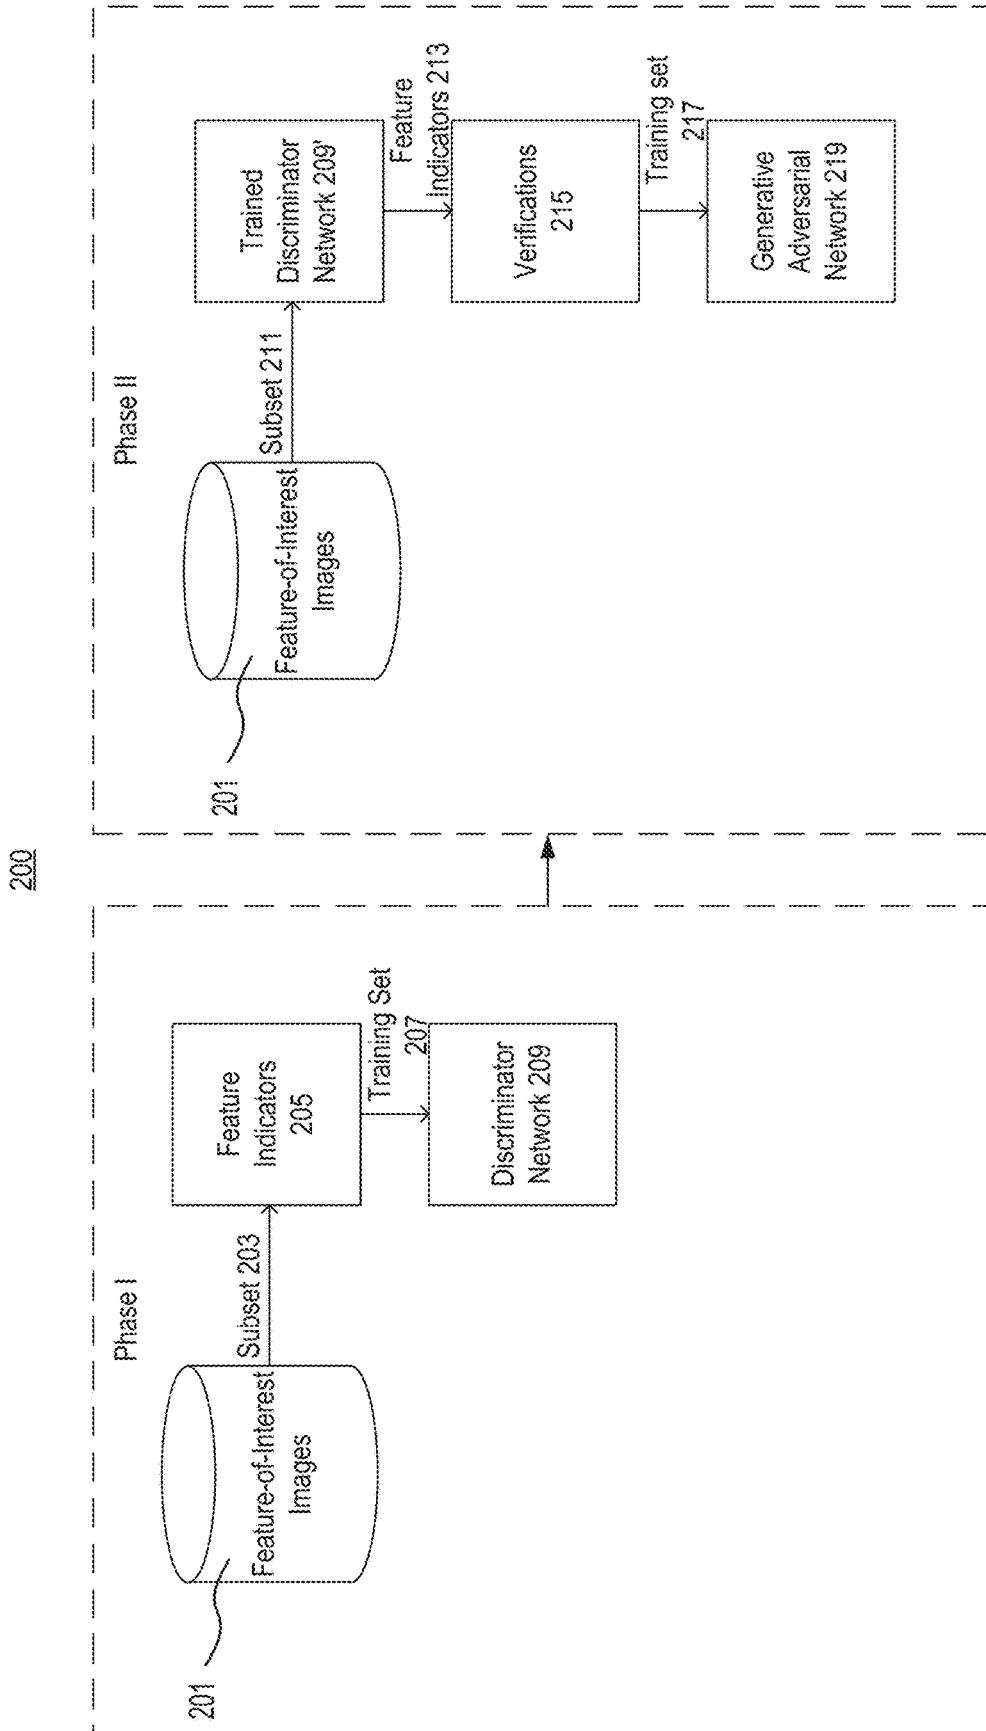 200
Phase I
201
Feature-of-Interest
Images
Subset 203
Feature
Indicators
205
Training Set
207
Discriminator
Network 209
Phase II
201
Feature-of-Interest
Images
Subset 211
Trained
Discriminator
Network 209'
Feature
Indicators 213
Verifications
215
Training set
217
Generative
Adversarial
Network 219